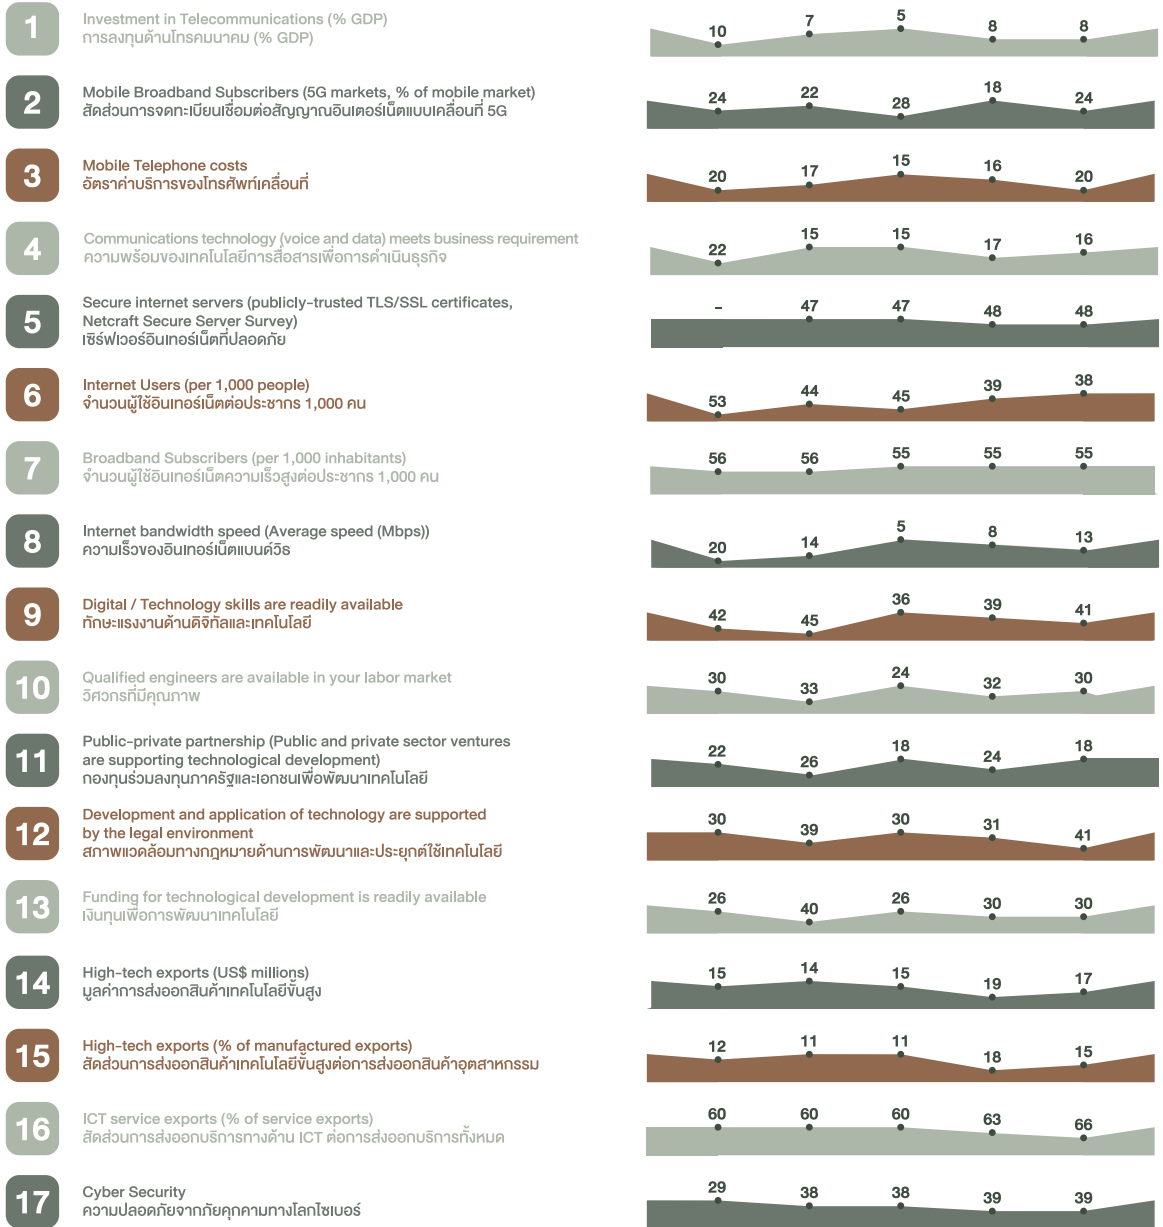 1
Investment in Telecommunications (% GDP)
การลงทุนด้านโทรคมนาคม (% GDP)
10 7 5 8 8
2
Mobile Broadband Subscribers (5G markets, % of mobile market)
สัดส่วนการจดทะเบียนเชื่อมต่อสัญญาณอินเตอร์เน็ตแบบเคลื่อนที่ 5G
24 22 28 18 24
3
Mobile Telephone costs
อัตราค่าบริการของโทรศัพท์เคลื่อนที่
20 17 15 16 20
4
Communications technology (voice and data) meets business requirement
ความพร้อมของเทคโนโลยีการสื่อสารเพื่อการดำเนินธุรกิจ
22 15 15 17 16
5
Secure internet servers (publicly-trusted TLS/SSL certificates,
Netcraft Secure Server Survey)
เซิร์ฟเวอร์อินเทอร์เน็ตที่ปลอดภัย
- 47 47 48 48
6
Internet Users (per 1,000 people)
จำนวนผู้ใช้อินเทอร์เน็ตต่อประชากร 1,000 คน
53 44 45 39 38
7
Broadband Subscribers (per 1,000 inhabitants)
จำนวนผู้ใช้อินเทอร์เน็ตความเร็วสูงต่อประชากร 1,000 คน
56 56 55 55 55
8
Internet bandwidth speed (Average speed (Mbps))
ความเร็วของอินเทอร์เน็ตแบนด์วิธ
20 14 5 8 13
9
Digital / Technology skills are readily available
ทักษะแรงงานด้านดิจิทัลและเทคโนโลยี
42 45 36 39 41
10
Qualified engineers are available in your labor market
วิศวกรที่มีคุณภาพ
30 33 24 32 30
11
Public-private partnership (Public and private sector ventures
are supporting technological development)
กองทุนร่วมลงทุนภาครัฐและเอกชนเพื่อพัฒนาเทคโนโลยี
22 26 18 24 18
12
Development and application of technology are supported
by the legal environment
สภาพแวดล้อมทางกฎหมายด้านการพัฒนาและประยุกต์ใช้เทคโนโลยี
30 39 30 31 41
13
Funding for technological development is readily available
เงินทุนเพื่อการพัฒนาเทคโนโลยี
26 40 26 30 30
14
High-tech exports (US$ millions)
มูลค่าการส่งออกสินค้าเทคโนโลยีขั้นสูง
15 14 15 19 17
15
High-tech exports (% of manufactured exports)
สัดส่วนการส่งออกสินค้าเทคโนโลยีขั้นสูงต่อการส่งออกสินค้าอุตสาหกรรม
12 11 11 18 15
16
ICT service exports (% of service exports)
สัดส่วนการส่งออกบริการทางด้าน ICT ต่อการส่งออกบริการทั้งหมด
60 60 60 63 66
17
Cyber Security
ความปลอดภัยจากภัยคุกคามทางโลกไซเบอร์
29 38 38 39 39